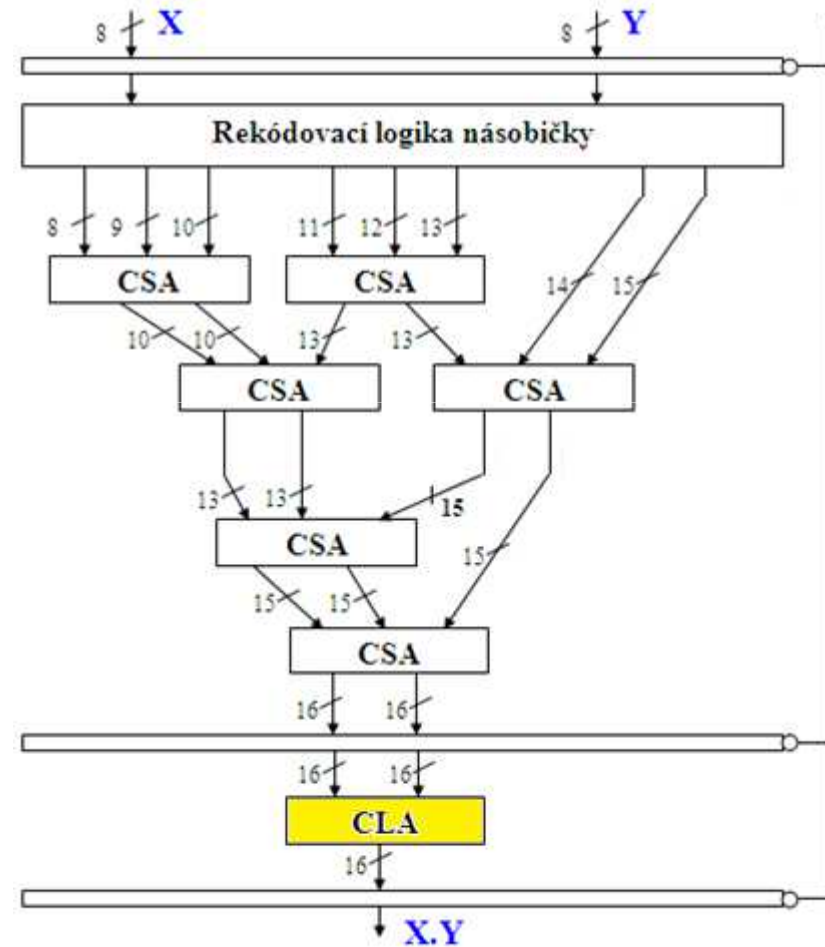 8 X 8 Y
Rekódovací logika násobičky
8 9 10 11 12 13 14 15
CSA CSA
10 10 13 13
CSA CSA
13 13 15 15
CSA
15 15
CSA
16 16
16 16
CLA
16
X.Y